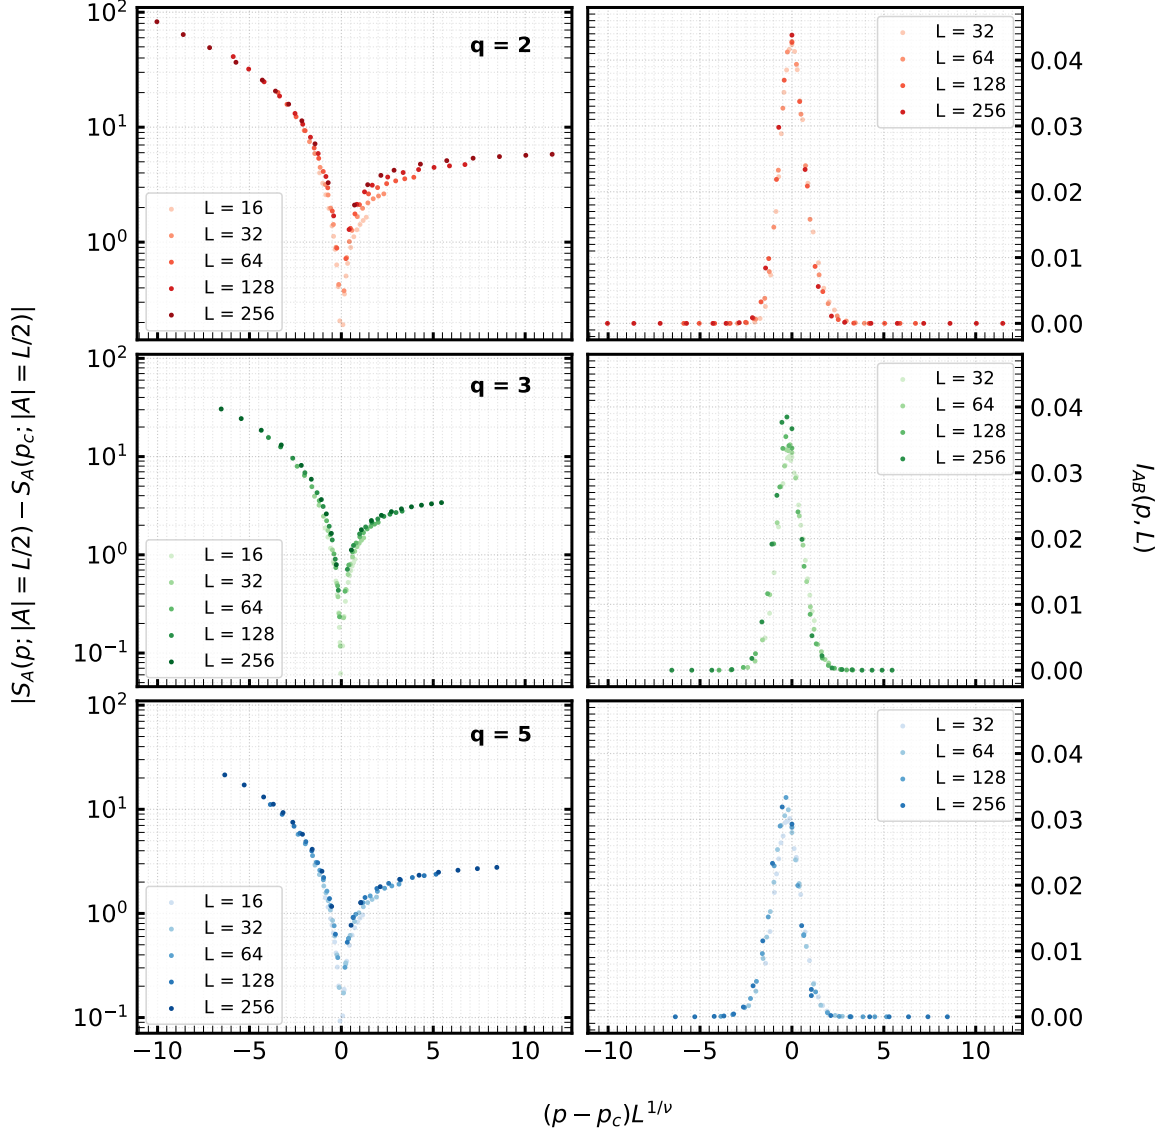 |S_A(p; |A| = L/2) − S_A(p_c; |A| = L/2)|
10²
10¹
10⁰
q = 2
L = 16
L = 32
L = 64
L = 128
L = 256
L = 32
L = 64
L = 128
L = 256
0.04
0.03
0.02
0.01
0.00
10²
10¹
10⁰
10⁻¹
q = 3
L = 16
L = 32
L = 64
L = 128
L = 256
L = 32
L = 64
L = 128
L = 256
0.04
0.03
0.02
0.01
0.00
I_{AB}(p, L)
10²
10¹
10⁰
10⁻¹
q = 5
L = 16
L = 32
L = 64
L = 128
L = 256
L = 32
L = 64
L = 128
L = 256
0.04
0.03
0.02
0.01
0.00
−10 −5 0 5 10
−10 −5 0 5 10
(p − p_c)L^{1/ν}